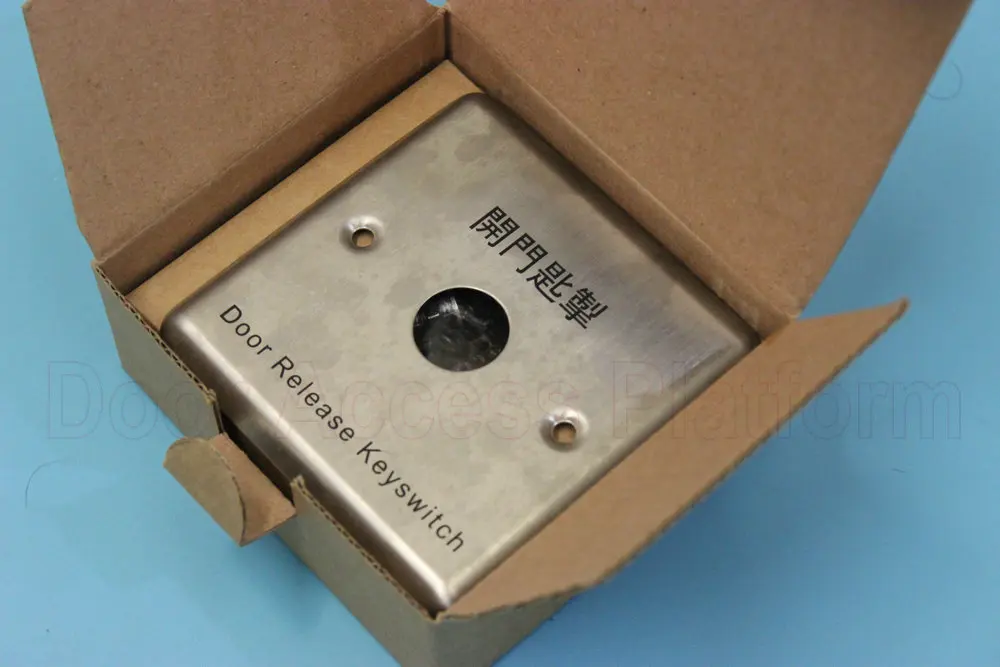 開門匙掣
Door Release Keyswitch
Door Access Platform